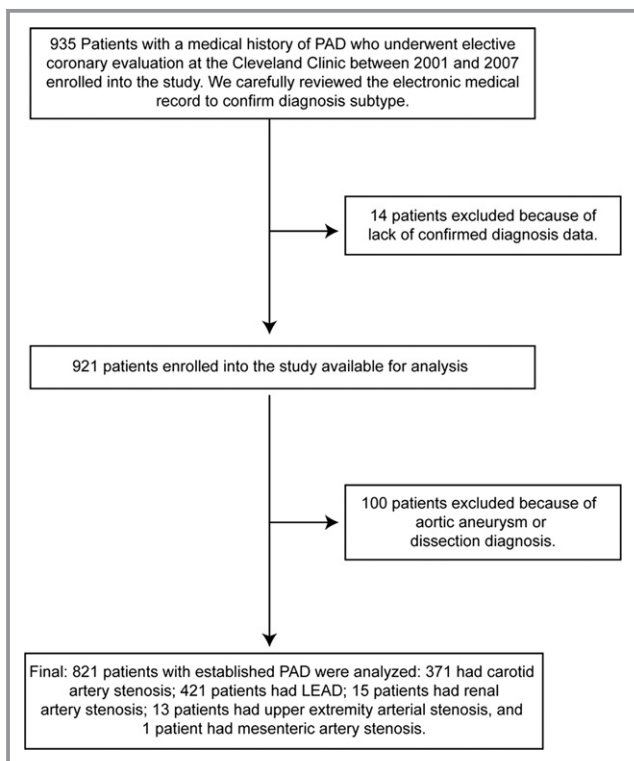 935 Patients with a medical history of PAD who underwent elective
coronary evaluation at the Cleveland Clinic between 2001 and 2007
enrolled into the study. We carefully reviewed the electronic medical
record to confirm diagnosis subtype.
14 patients excluded because of
lack of confirmed diagnosis data.
921 patients enrolled into the study available for analysis
100 patients excluded because of
aortic aneurysm or
dissection diagnosis.
Final: 821 patients with established PAD were analyzed: 371 had carotid
artery stenosis; 421 patients had LEAD; 15 patients had renal
artery stenosis; 13 patients had upper extremity arterial stenosis, and
1 patient had mesenteric artery stenosis.